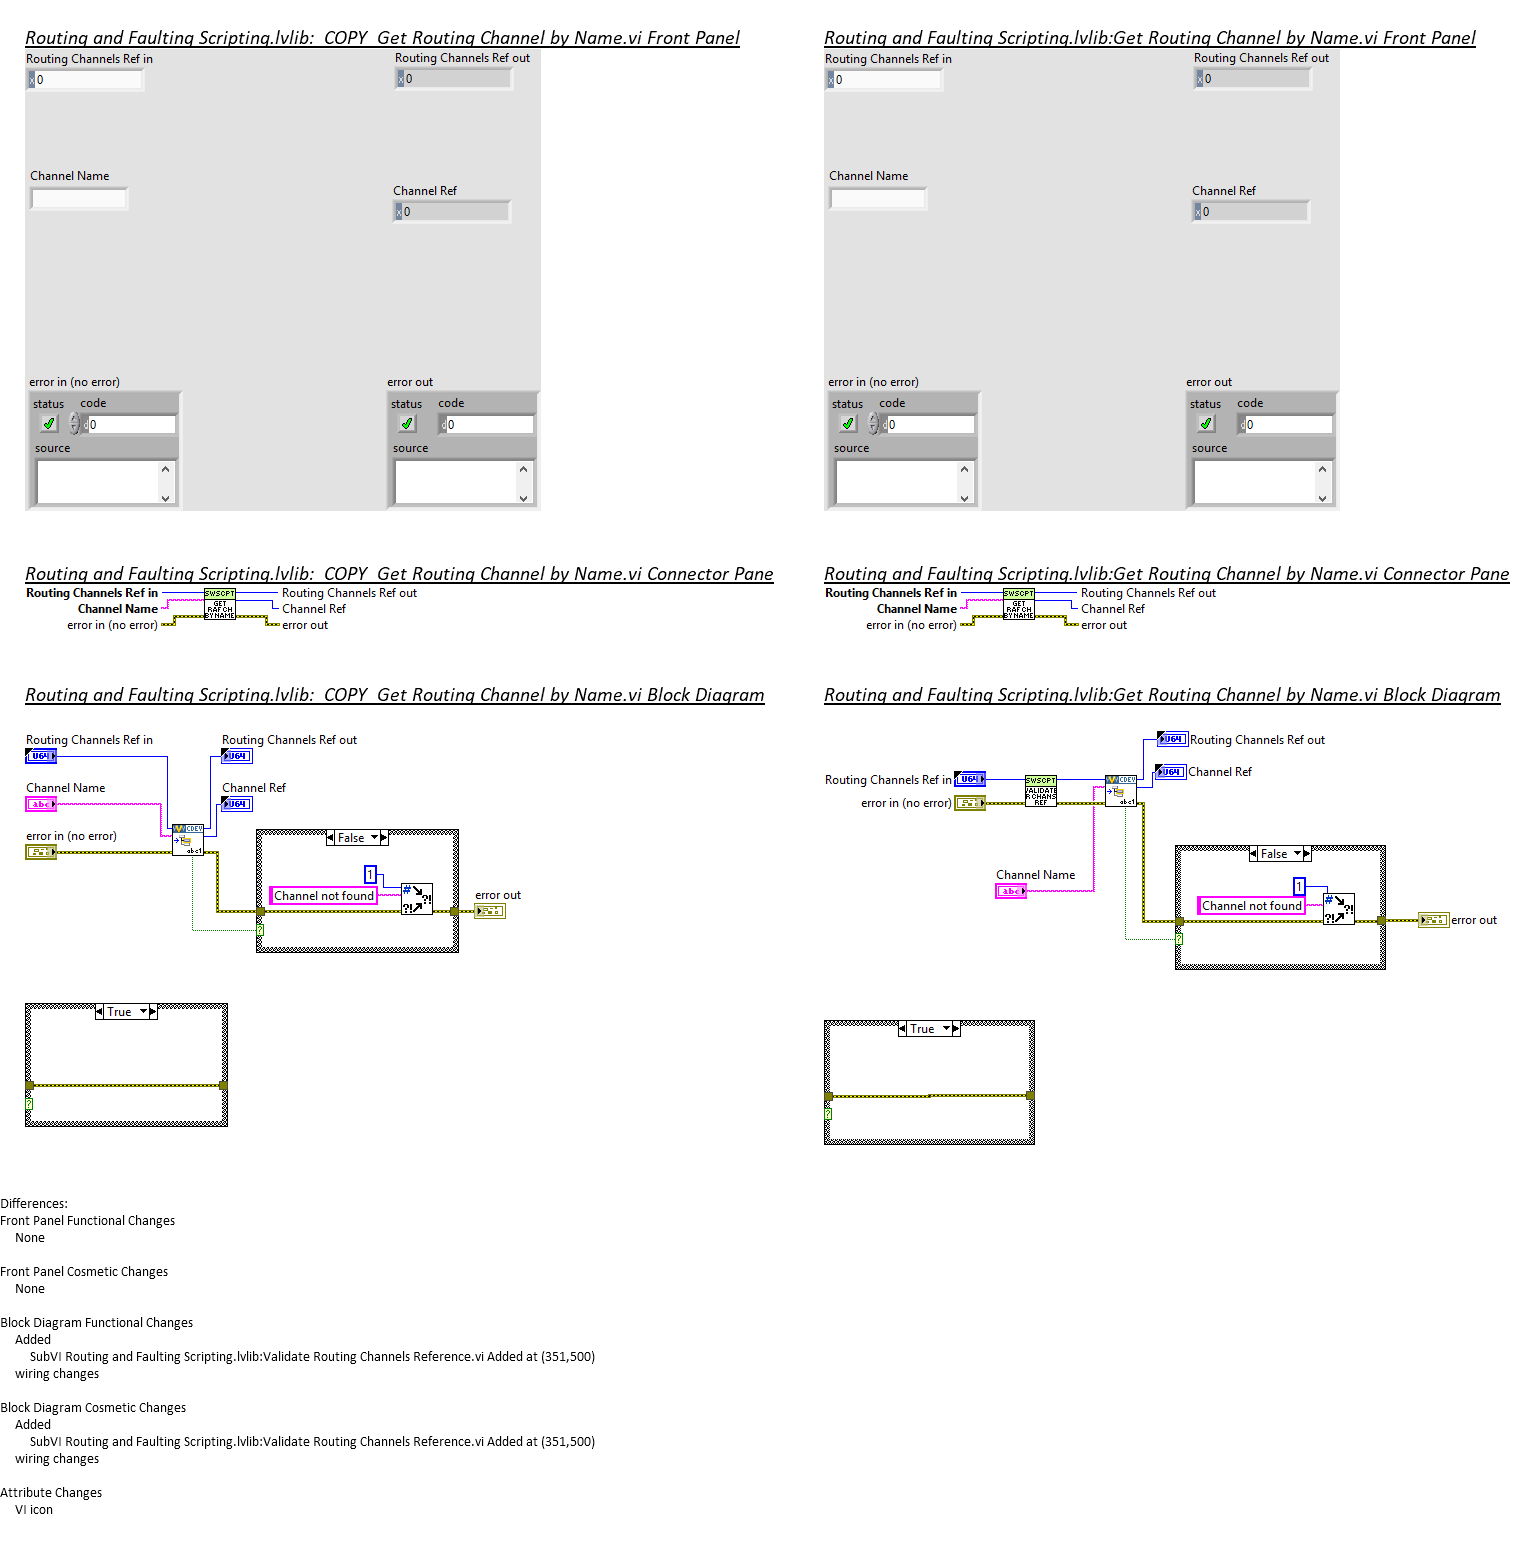 Routing and Faulting Scripting.lvlib:_COPY_Get Routing Channel by Name.vi Front Panel
Routing Channels Ref in
Routing Channels Ref out
x 0
x 0
Channel Name
Channel Ref
x 0
error in (no error)
error out
status code
status code
d 0
d 0
source
source
Routing and Faulting Scripting.lvlib:Get Routing Channel by Name.vi Front Panel
Routing Channels Ref in
Routing Channels Ref out
x 0
x 0
Channel Name
Channel Ref
x 0
error in (no error)
error out
status code
status code
d 0
d 0
source
source
Routing and Faulting Scripting.lvlib:_COPY_Get Routing Channel by Name.vi Connector Pane
Routing Channels Ref in
Channel Name
error in (no error)
SWSCPT
GET
RAF CH
BY NAME
Routing Channels Ref out
Channel Ref
error out
Routing and Faulting Scripting.lvlib:Get Routing Channel by Name.vi Connector Pane
Routing Channels Ref in
Channel Name
error in (no error)
SWSCPT
GET
RAF CH
BY NAME
Routing Channels Ref out
Channel Ref
error out
Routing and Faulting Scripting.lvlib:_COPY_Get Routing Channel by Name.vi Block Diagram
Routing Channels Ref in
U64
Routing Channels Ref out
U64
Channel Name
abc
Channel Ref
U64
error in (no error)
CDEV
abc1
False
1
Channel not found
#
?!
?!
error out
?
True
?
Routing and Faulting Scripting.lvlib:Get Routing Channel by Name.vi Block Diagram
U64 Routing Channels Ref out
U64 Channel Ref
Routing Channels Ref in U64
error in (no error)
SWSCPT
VALIDATE
R CHANS
REF
CDEV
abc1
Channel Name
abc
False
1
Channel not found
#
?!
?!
error out
?
True
?
Differences:
Front Panel Functional Changes
None
Front Panel Cosmetic Changes
None
Block Diagram Functional Changes
Added
SubVI Routing and Faulting Scripting.lvlib:Validate Routing Channels Reference.vi Added at (351,500)
wiring changes
Block Diagram Cosmetic Changes
Added
SubVI Routing and Faulting Scripting.lvlib:Validate Routing Channels Reference.vi Added at (351,500)
wiring changes
Attribute Changes
VI icon